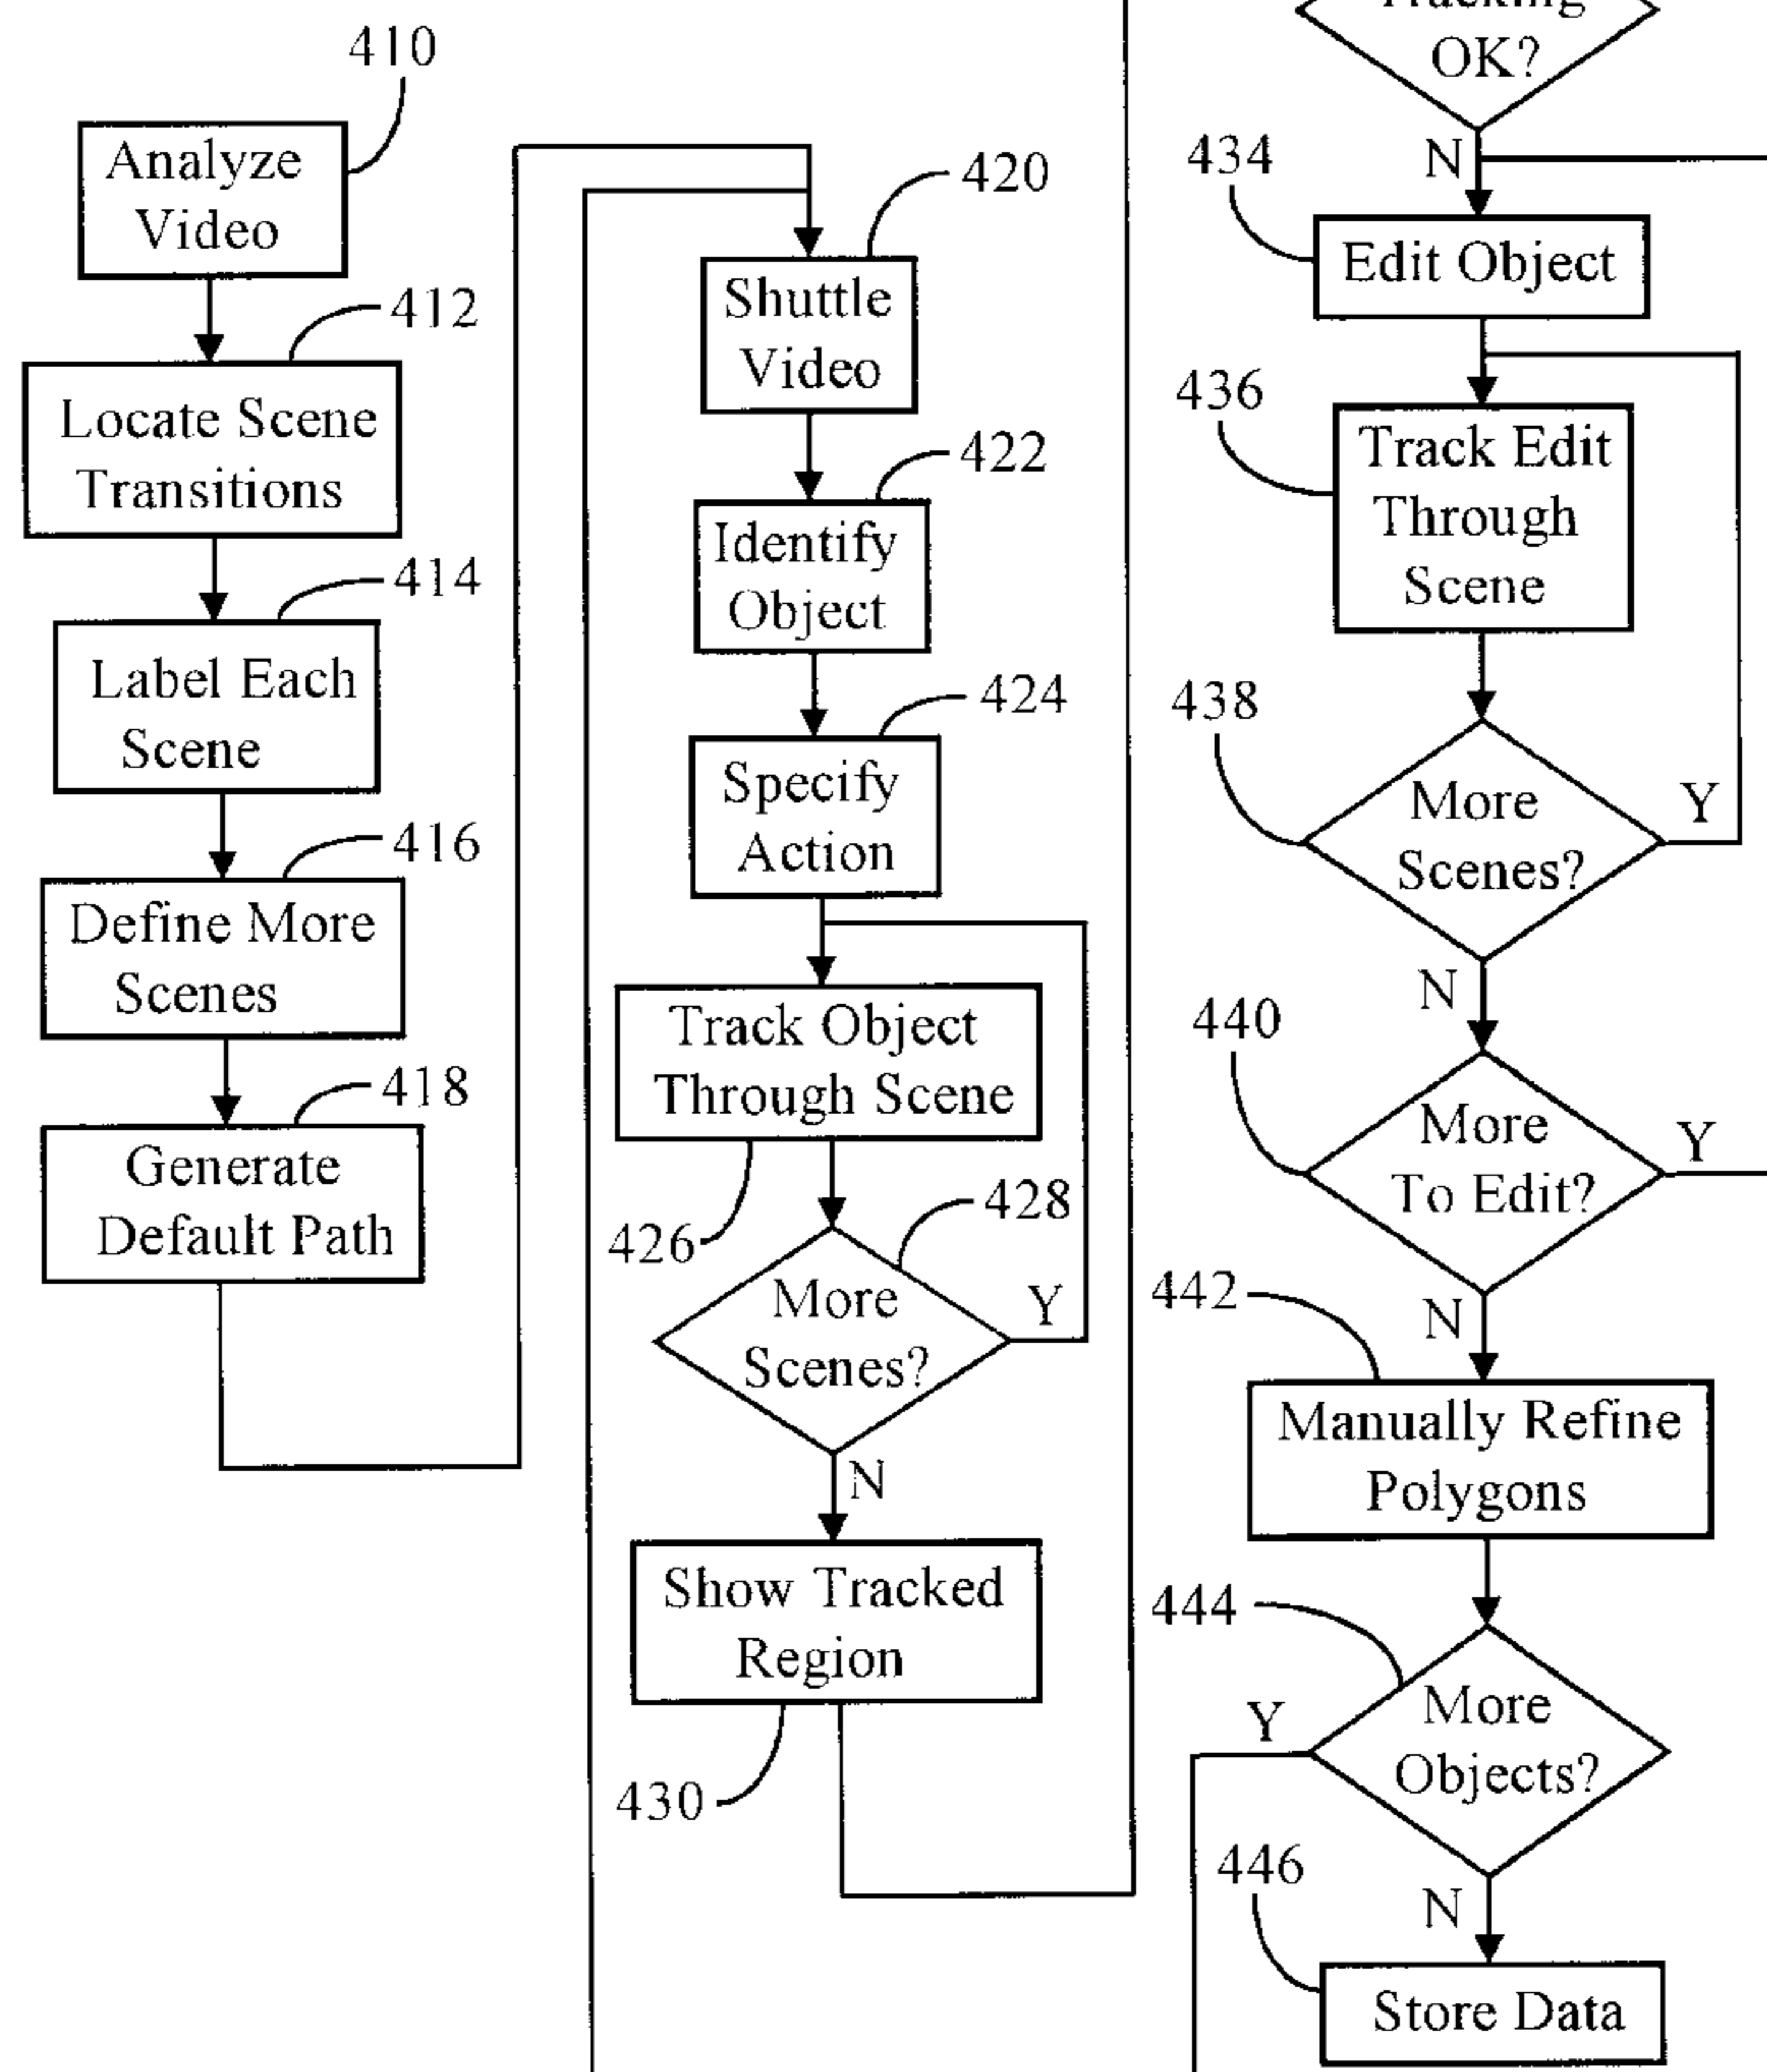 410
Analyze
Video
412
Locate Scene
Transitions
414
Label Each
Scene
416
Define More
Scenes
418
Generate
Default Path
420
Shuttle
Video
422
Identify
Object
424
Specify
Action
Track Object
Through Scene
426
428
More
Scenes?
Y
N
Show Tracked
Region
430
Tracking
OK?
N
434
Edit Object
436
Track Edit
Through
Scene
438
More
Scenes?
Y
N
440
More
To Edit?
Y
N
442
Manually Refine
Polygons
444
More
Objects?
Y
N
446
Store Data